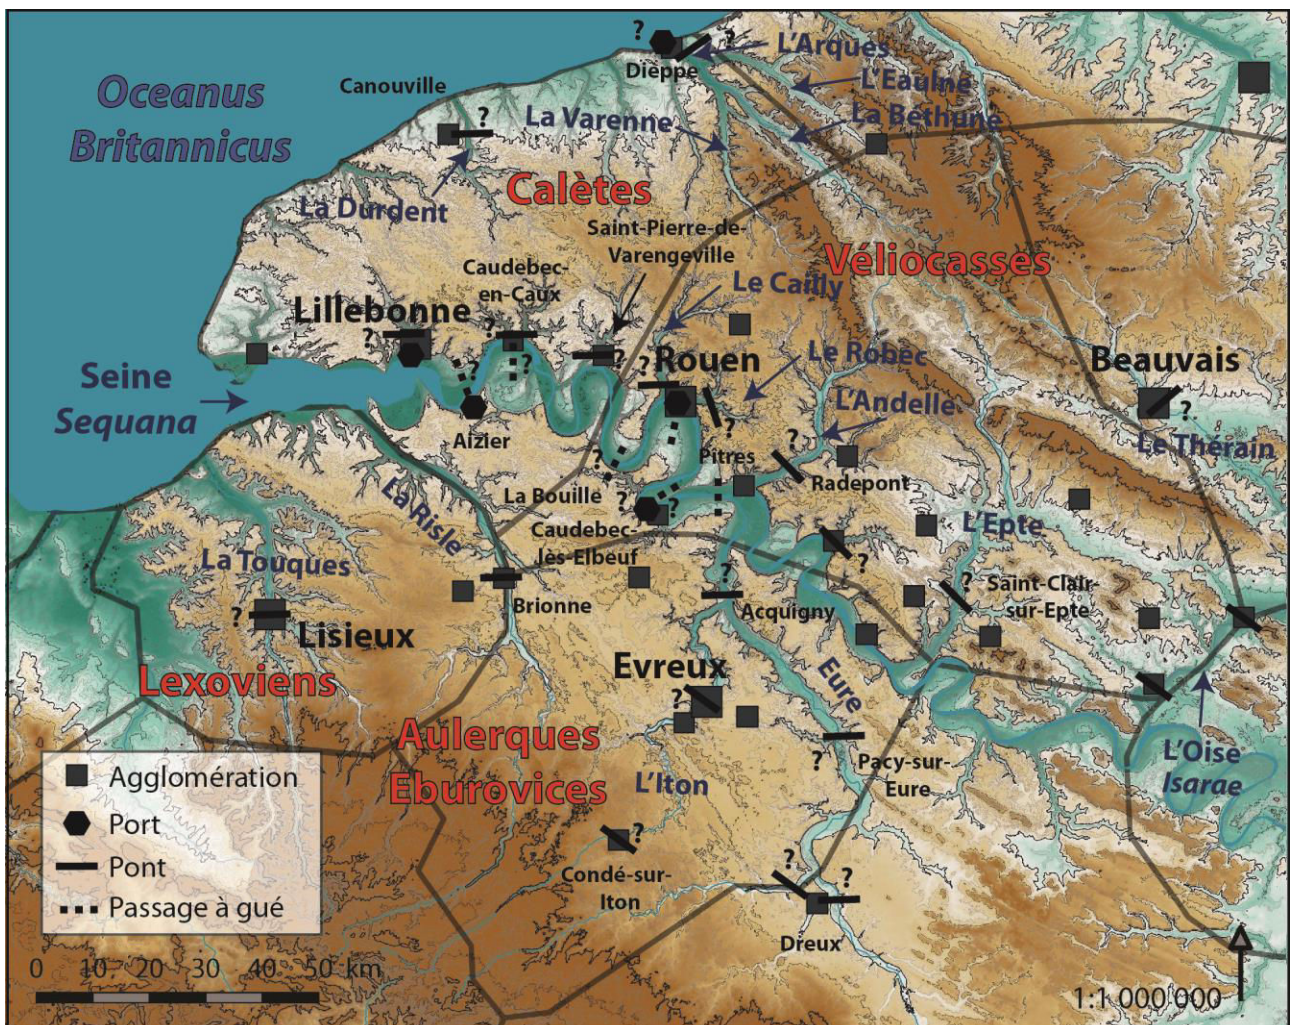 ?
?
L'Arques
Dieppe
Oceanus
Britannicus
Canouville
L'Eaulne
La Varenne
La Béthune
?
Calètes
La Durdent
Saint-Pierre-de-
Varengeville
Véliocasses
Caudebec-
en-Caux
Le Cailly
Lillebonne
?
?
?
?
?
?
Rouen
Le Robec
Beauvais
Seine
Sequana
L'Andelle
?
Aizier
?
?
Le Thérain
Pitres
?
La Risle
La Bouille
Radepont
?
?
Caudebec-
lès-Elbeuf
L'Epte
La Touques
?
?
?
Saint-Clair-
sur-Epte
Brionne
Acquigny
?
Lisieux
Evreux
Lexoviens
Eure
?
Aulerques
Eburovices
L'Iton
?
Pacy-sur-
Eure
L'Oise
Isarae
Agglomération
Port
Pont
Passage à gué
?
Condé-sur-
Iton
?
?
Dreux
0 10 20 30 40 50 km
1:1 000 000